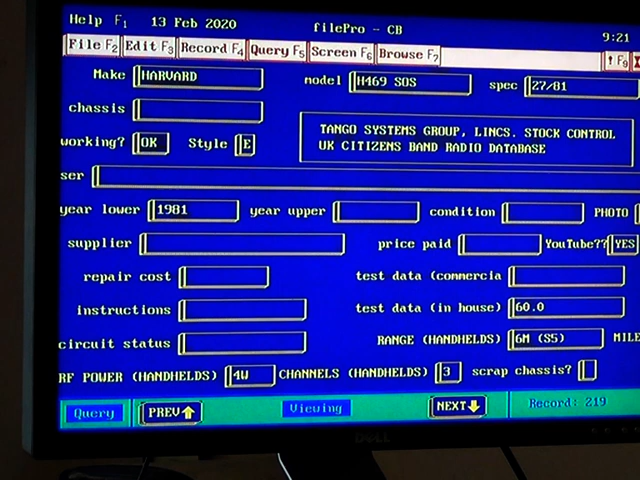 Help F1 13 Feb 2020 filePro - CB 9:21
File F2 Edit F3 Record F4 Query F5 Screen F6 Browse F7 ! F9
Make HARVARD model H469 SOS spec 27/81
chassis
working? OK Style E
TANGO SYSTEMS GROUP, LINCS. STOCK CONTROL
UK CITIZENS BAND RADIO DATABASE
ser
year lower 1981 year upper condition PHOTO
supplier price paid YouTube?? YES
repair cost test data (commercia
instructions test data (in house) 60.0
circuit status RANGE (HANDHELDS) 6M (S5) MILE
RF POWER (HANDHELDS) 4W CHANNELS (HANDHELDS) 3 scrap chassis?
Query PREV Viewing NEXT Record: 219
DELL